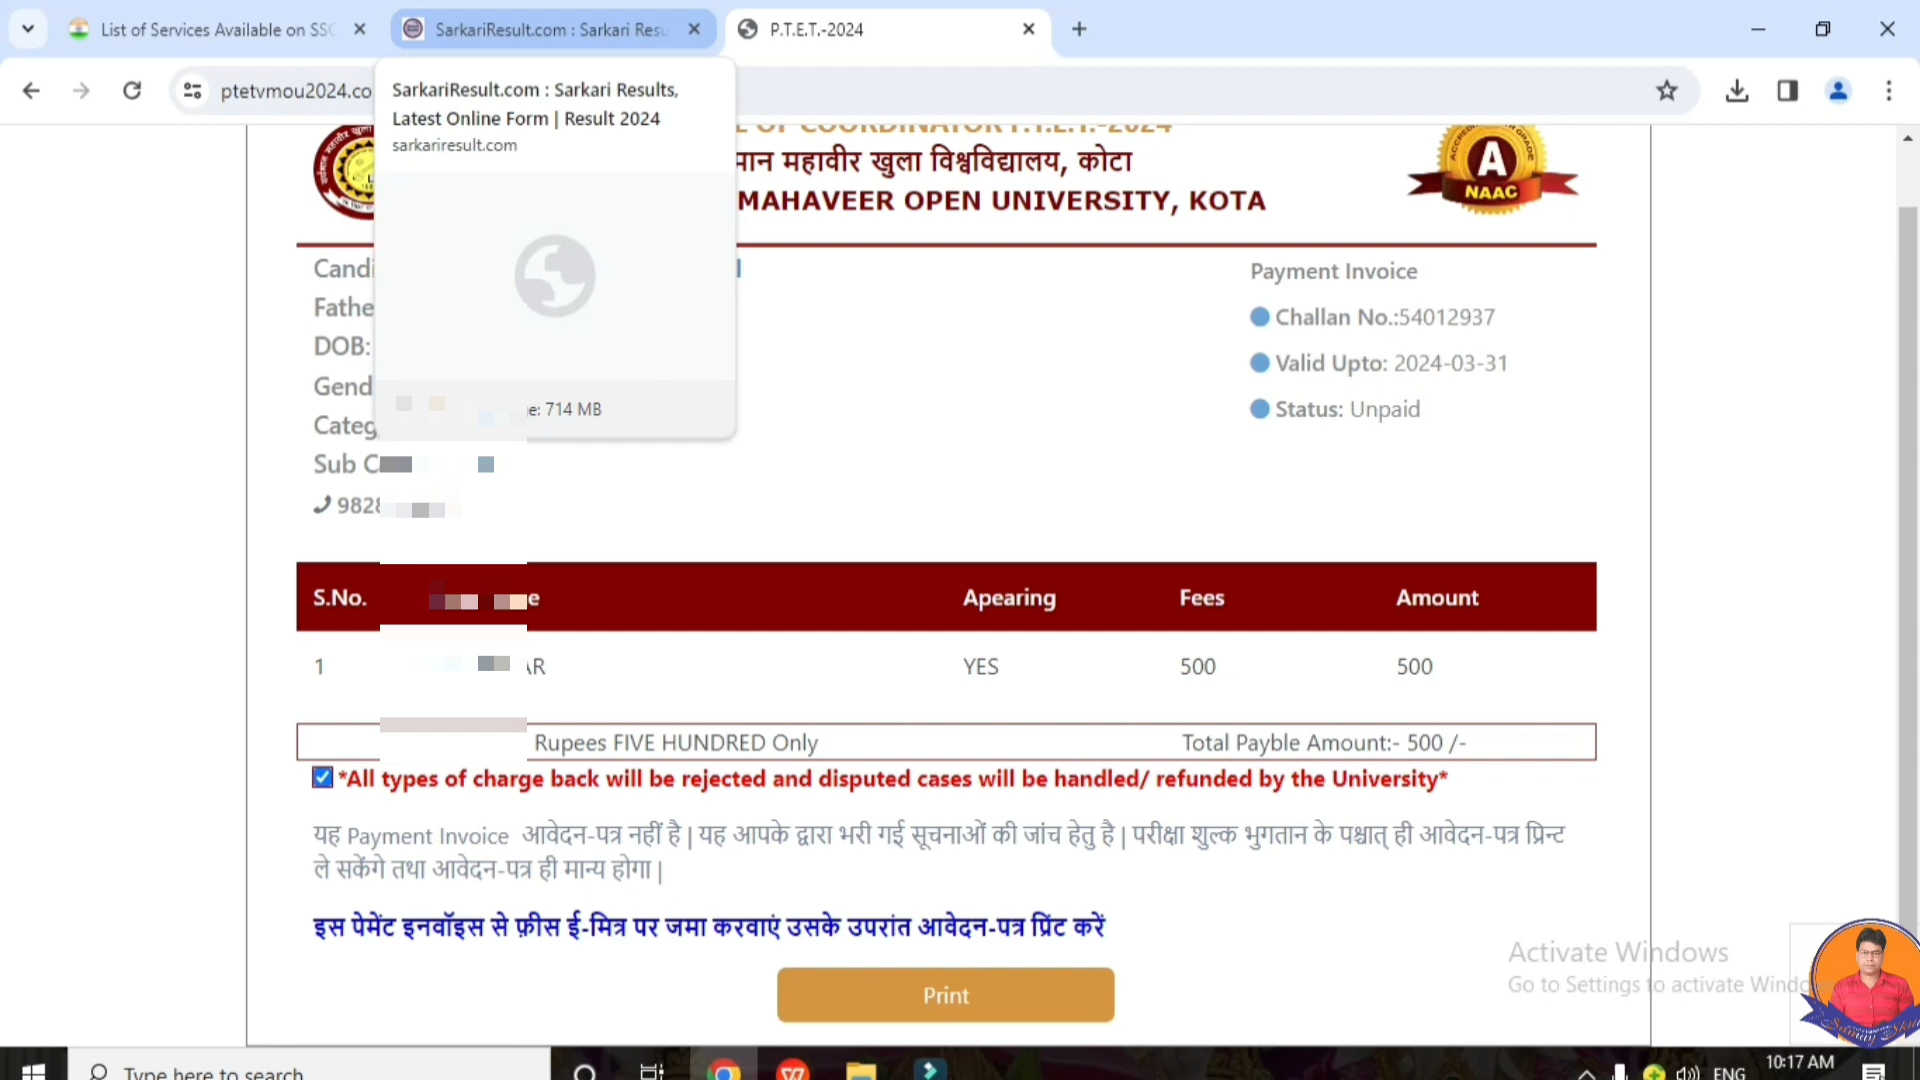 List of Services Available on SSC
SarkariResult.com : Sarkari Resu
P.T.E.T.-2024
ptetvmou2024.co
SarkariResult.com : Sarkari Results,
Latest Online Form | Result 2024
sarkariresult.com
COORDINATOR P.T.E.T.-2024
मान महावीर खुला विश्वविद्यालय, कोटा
MAHAVEER OPEN UNIVERSITY, KOTA
A
NAAC
Candi
Payment Invoice
Fathe
Challan No.:54012937
DOB:
Valid Upto: 2024-03-31
Gend
e: 714 MB
Status: Unpaid
Categ
Sub C
9828
S.No. e Apearing Fees Amount
1 AR YES 500 500
Rupees FIVE HUNDRED Only Total Payble Amount:- 500 /-
*All types of charge back will be rejected and disputed cases will be handled/ refunded by the University*
यह Payment Invoice आवेदन-पत्र नहीं है | यह आपके द्वारा भरी गई सूचनाओं की जांच हेतु है | परीक्षा शुल्क भुगतान के पश्चात् ही आवेदन-पत्र प्रिन्ट
ले सकेंगे तथा आवेदन-पत्र ही मान्य होगा |
इस पेमेंट इनवॉइस से फ़ीस ई-मित्र पर जमा करवाएं उसके उपरांत आवेदन-पत्र प्रिंट करें
Print
Activate Windows
Go to Settings to activate Windo
Type here to search
ENG
10:17 AM